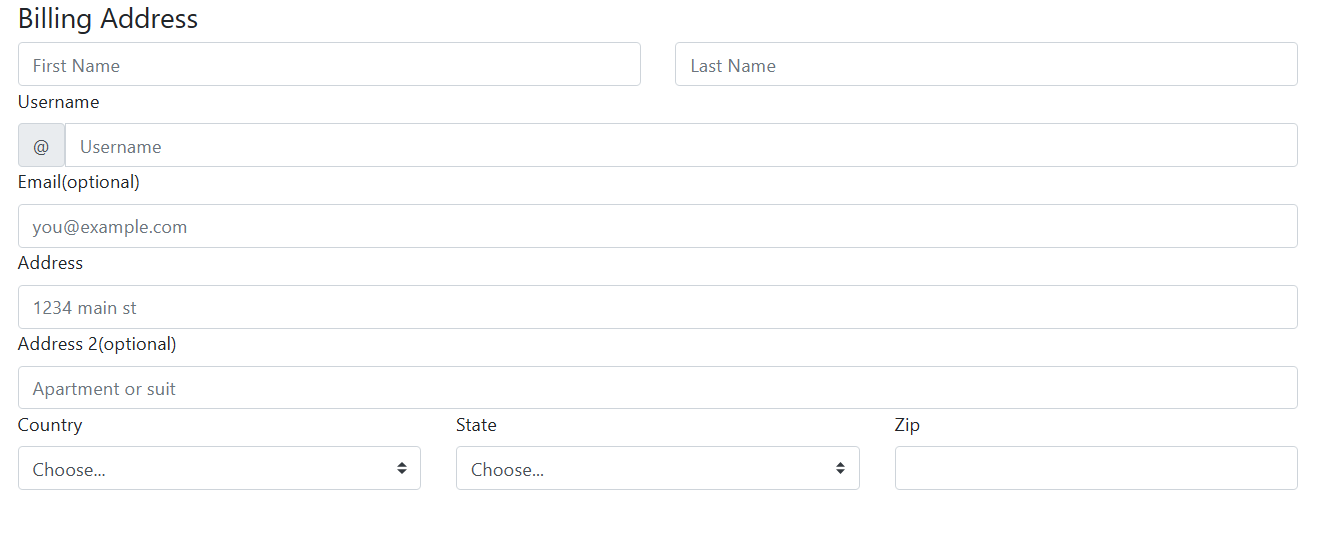 Billing Address
First Name Last Name
Username
@ Username
Email(optional)
you@example.com
Address
1234 main st
Address 2(optional)
Apartment or suit
Country State Zip
Choose... Choose...